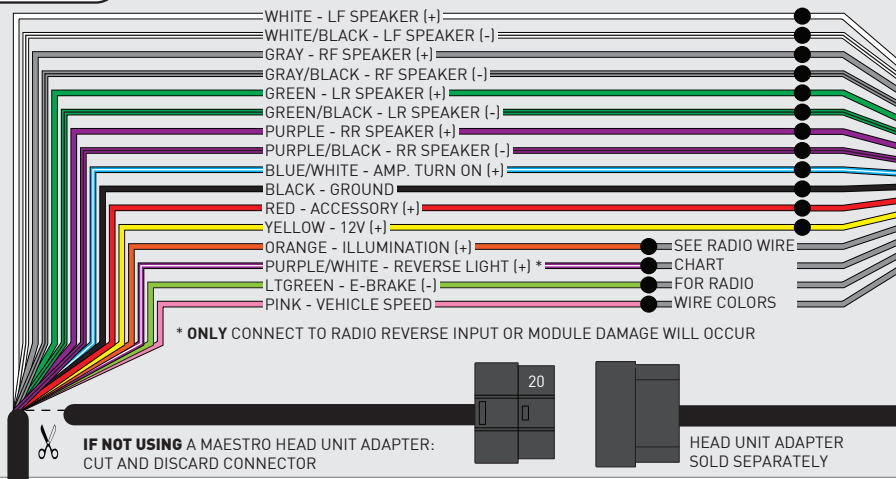 WHITE - LF SPEAKER (+)
WHITE/BLACK - LF SPEAKER (-)
GRAY - RF SPEAKER (+)
GRAY/BLACK - RF SPEAKER (-)
GREEN - LR SPEAKER (+)
GREEN/BLACK - LR SPEAKER (-)
PURPLE - RR SPEAKER (+)
PURPLE/BLACK - RR SPEAKER (-)
BLUE/WHITE - AMP. TURN ON (+)
BLACK - GROUND
RED - ACCESSORY (+)
YELLOW - 12V (+)
ORANGE - ILLUMINATION (+)
PURPLE/WHITE - REVERSE LIGHT (+) *
LTGREEN - E-BRAKE (-)
PINK - VEHICLE SPEED
SEE RADIO WIRE
CHART
FOR RADIO
WIRE COLORS
* ONLY CONNECT TO RADIO REVERSE INPUT OR MODULE DAMAGE WILL OCCUR
20
IF NOT USING A MAESTRO HEAD UNIT ADAPTER:
CUT AND DISCARD CONNECTOR
HEAD UNIT ADAPTER
SOLD SEPARATELY